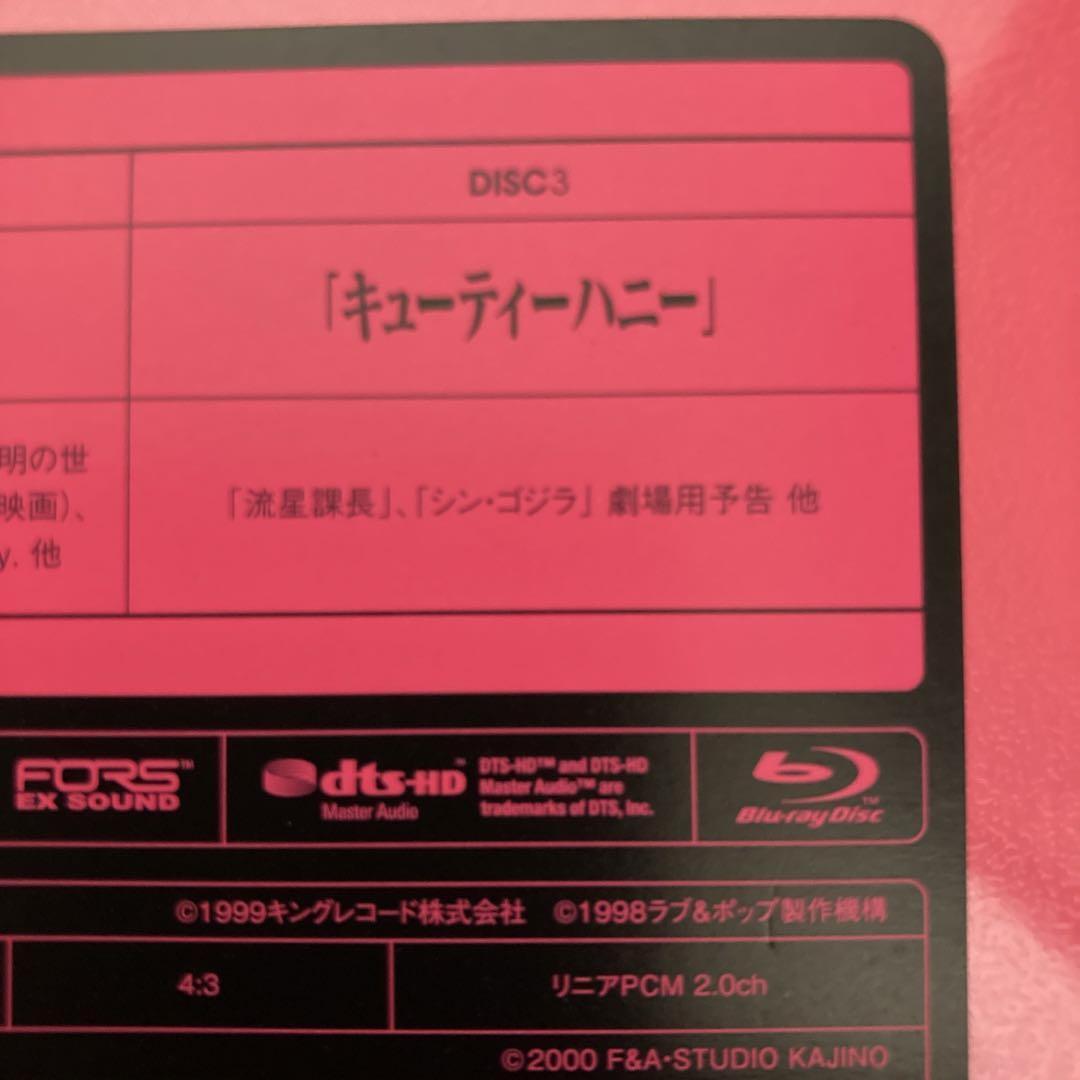 DISC3
「キューティーハニー」
明の世
映画)、
y. 他
「流星課長」、「シン・ゴジラ」 劇場用予告 他
FORS™
EX SOUND
dts-HD™
Master Audio
DTS-HD™ and DTS-HD
Master Audio™ are
trademarks of DTS, Inc.
Blu-ray Disc™
©1999キングレコード株式会社 ©1998ラブ&ポップ製作機構
4:3
リニアPCM 2.0ch
©2000 F&A・STUDIO KAJINO